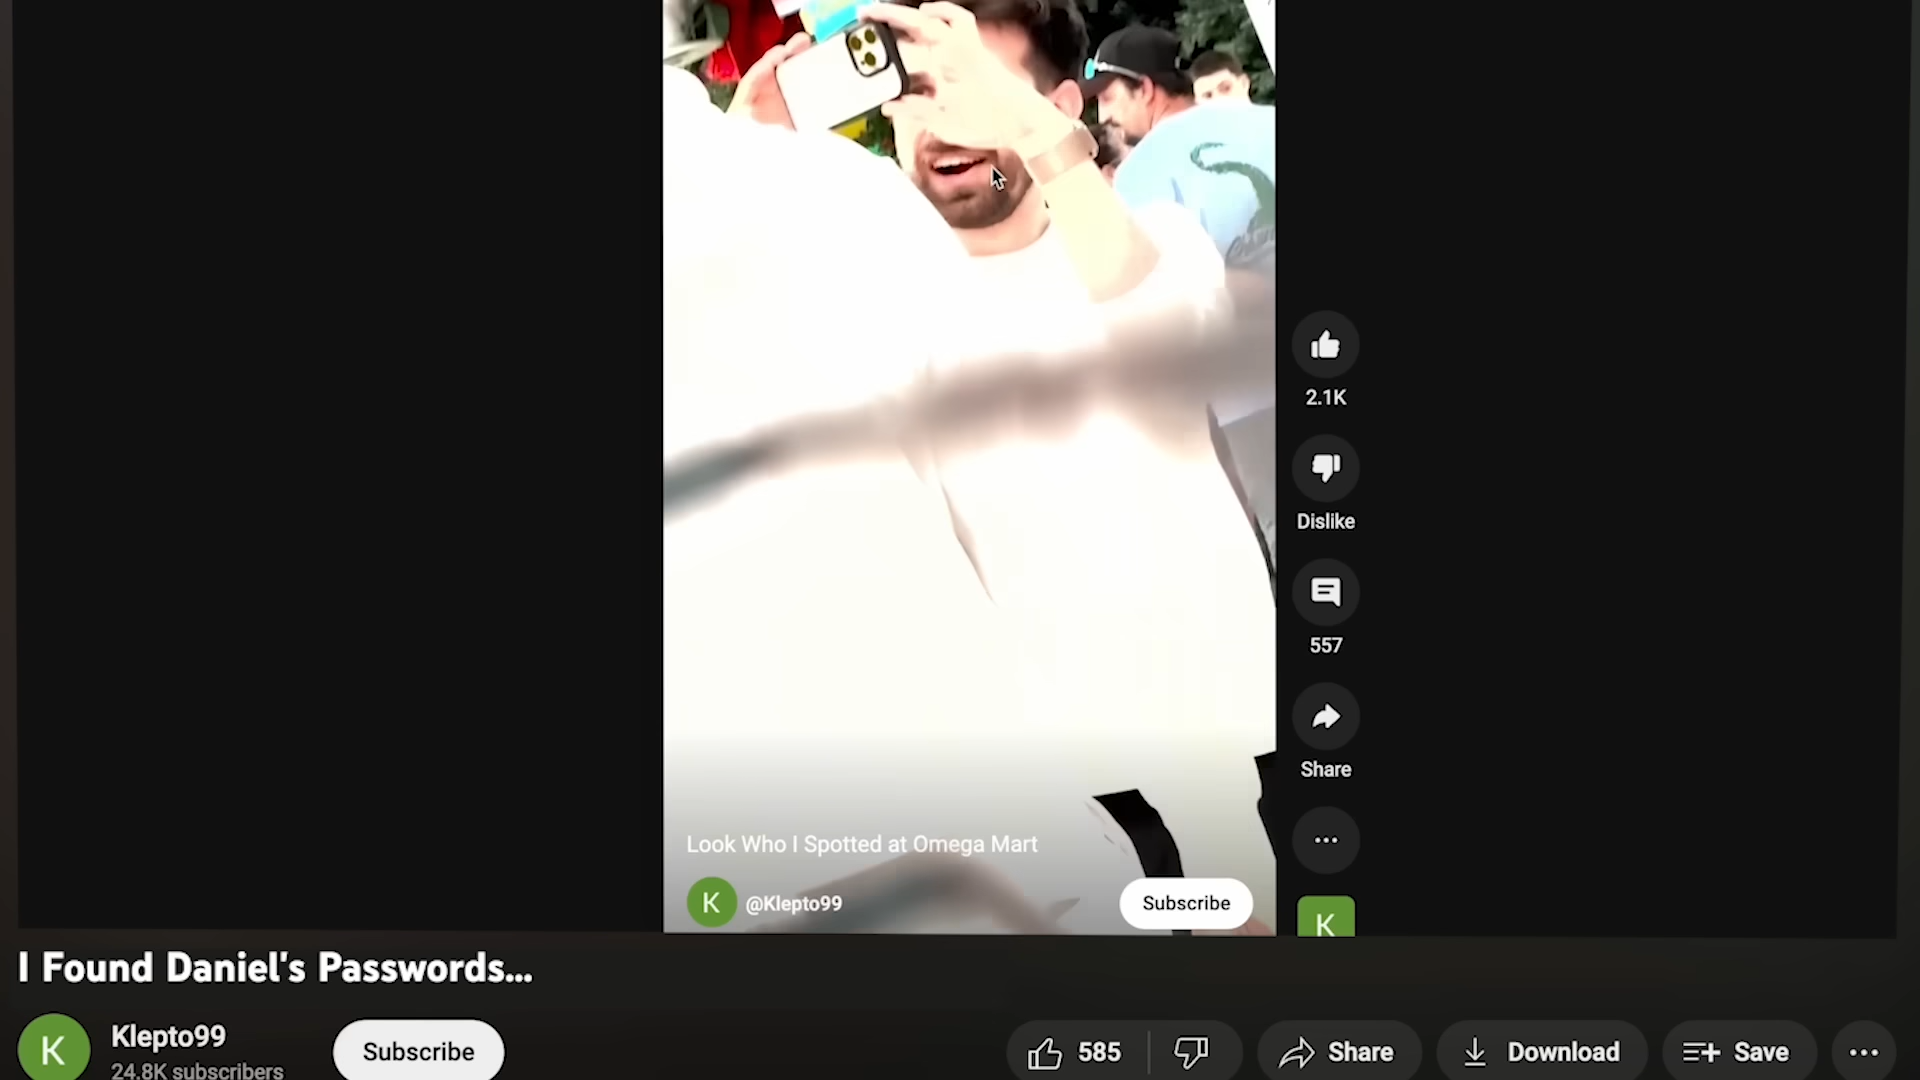 2.1K
Dislike
557
Share
Look Who I Spotted at Omega Mart
K @Klepto99 Subscribe
K
I Found Daniel's Passwords...
K Klepto99
24.8K subscribers
Subscribe
585 Share Download Save